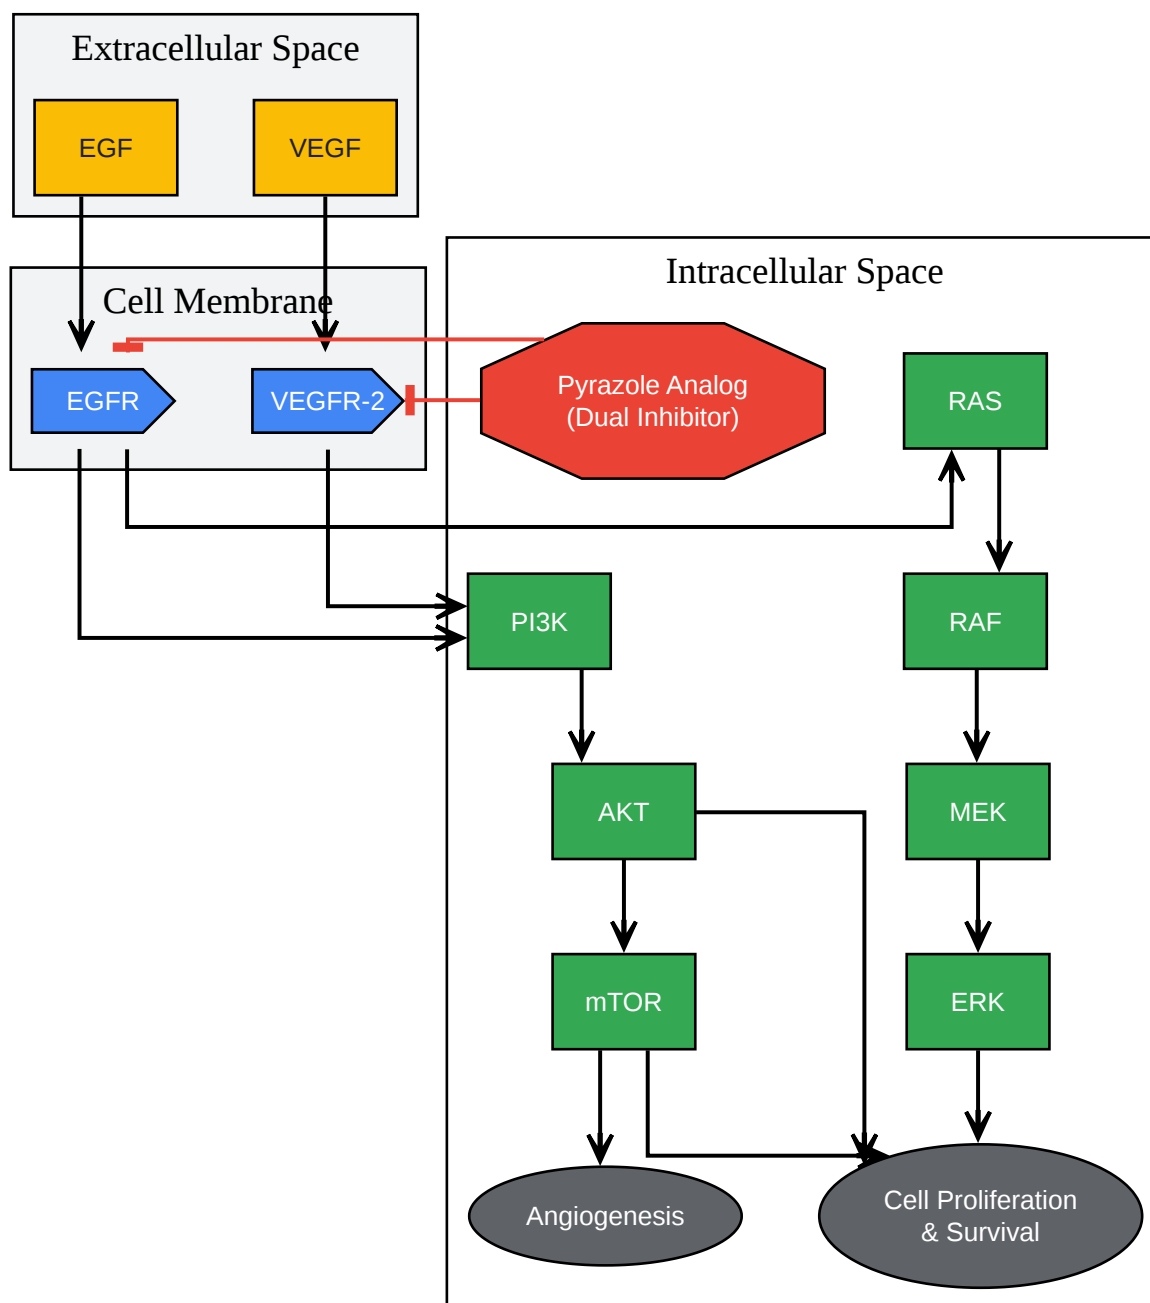 Extracellular Space
EGF
VEGF
Cell Membrane
EGFR
VEGFR-2
Intracellular Space
Pyrazole Analog
(Dual Inhibitor)
RAS
PI3K
RAF
AKT
MEK
mTOR
ERK
Angiogenesis
Cell Proliferation
& Survival